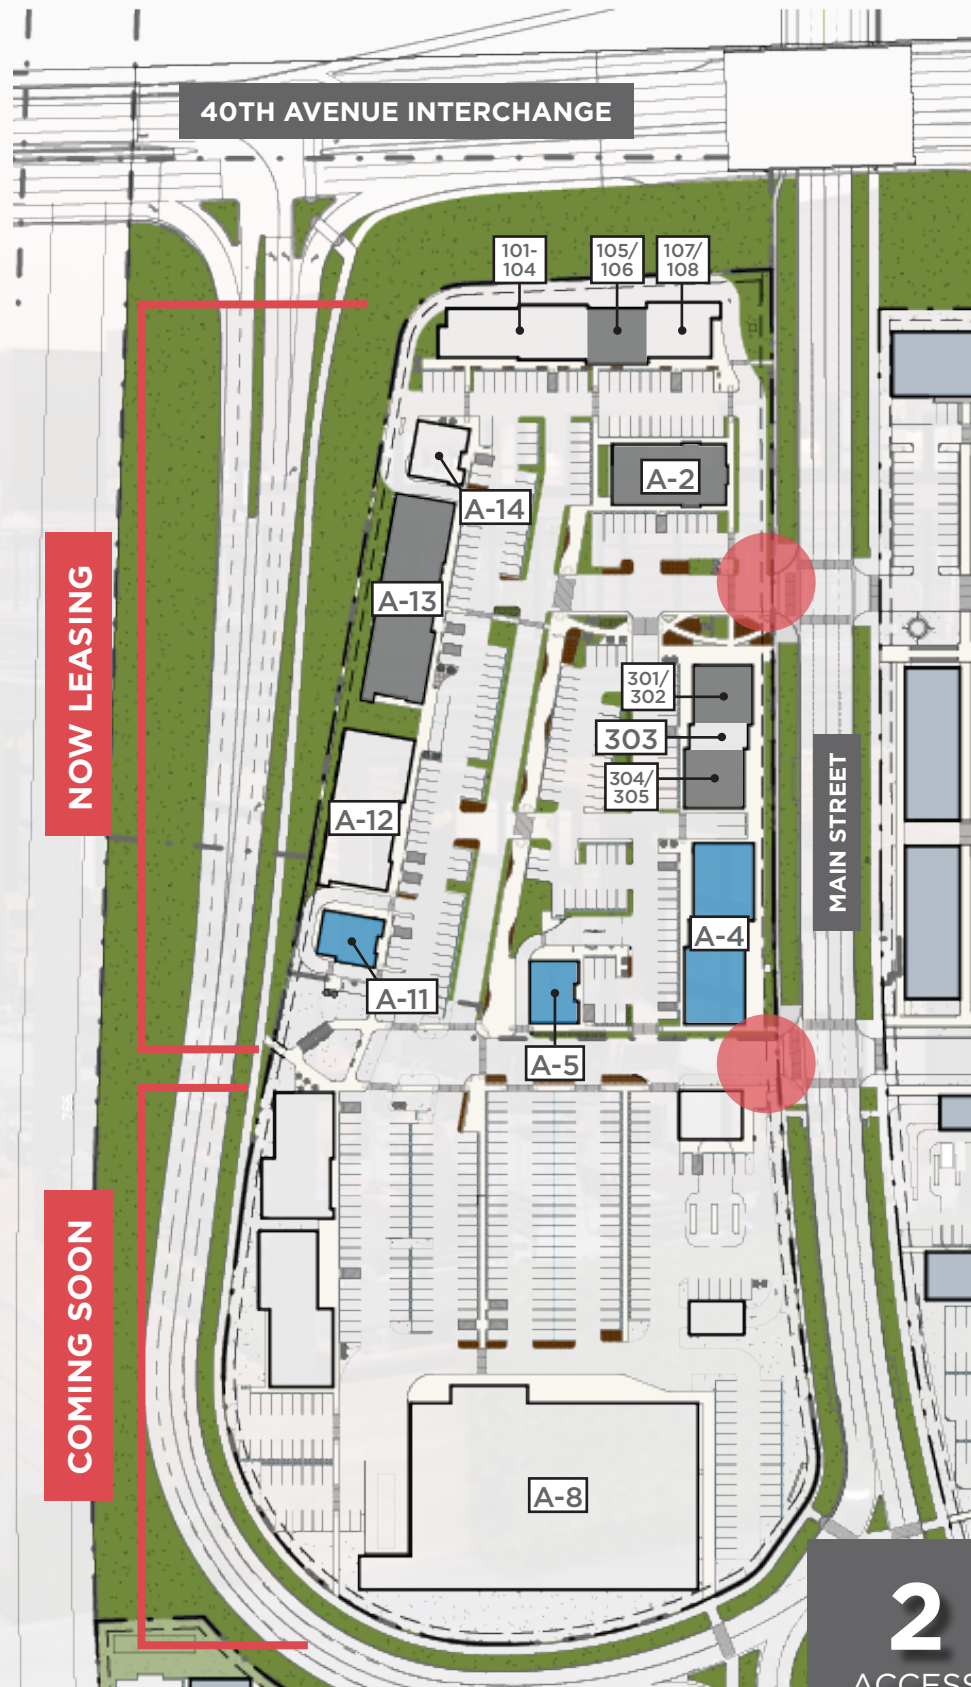 40TH AVENUE INTERCHANGE
101-
104
105/
106
107/
108
A-2
A-14
A-13
NOW LEASING
301/
302
303
304/
305
MAIN STREET
A-12
A-4
A-11
A-5
COMING SOON
A-8
2
ACCESS